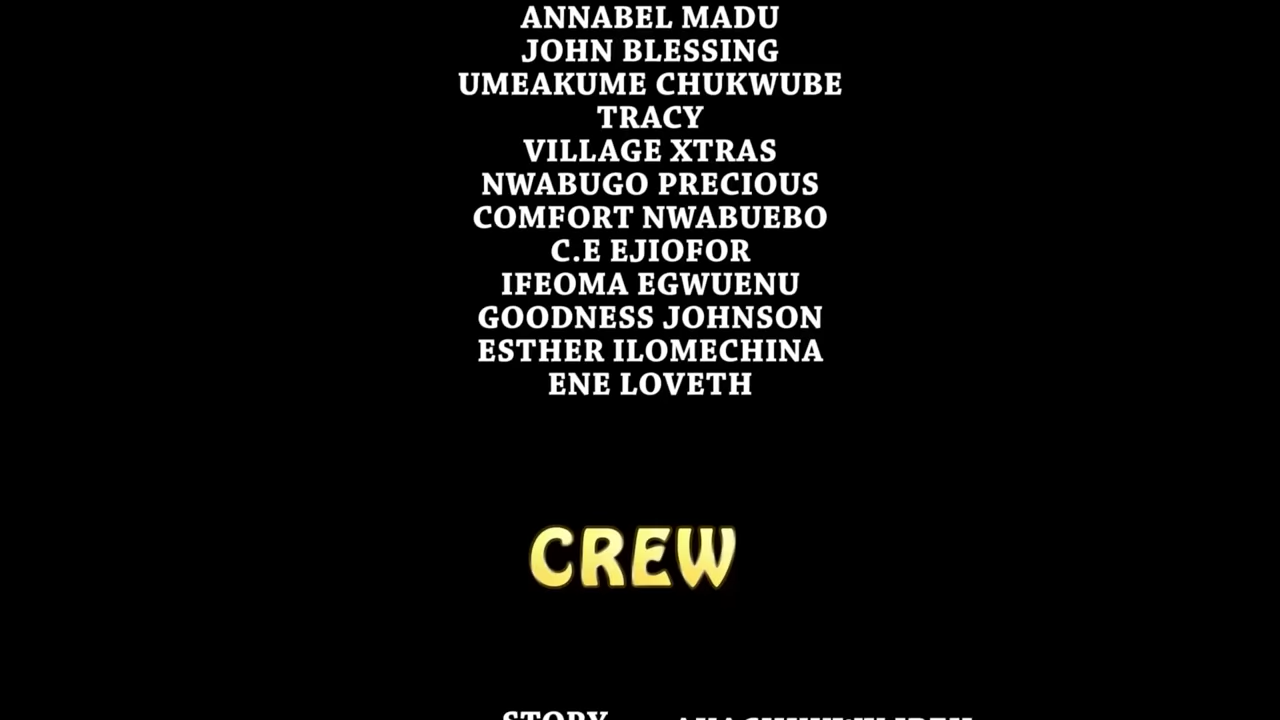 ANNABEL MADU
JOHN BLESSING
UMEAKUME CHUKWUBE
TRACY
VILLAGE XTRAS
NWABUGO PRECIOUS
COMFORT NWABUEBO
C.E EJIOFOR
IFEOMA EGWUENU
GOODNESS JOHNSON
ESTHER ILOMECHINA
ENE LOVETH
CREW
STORY